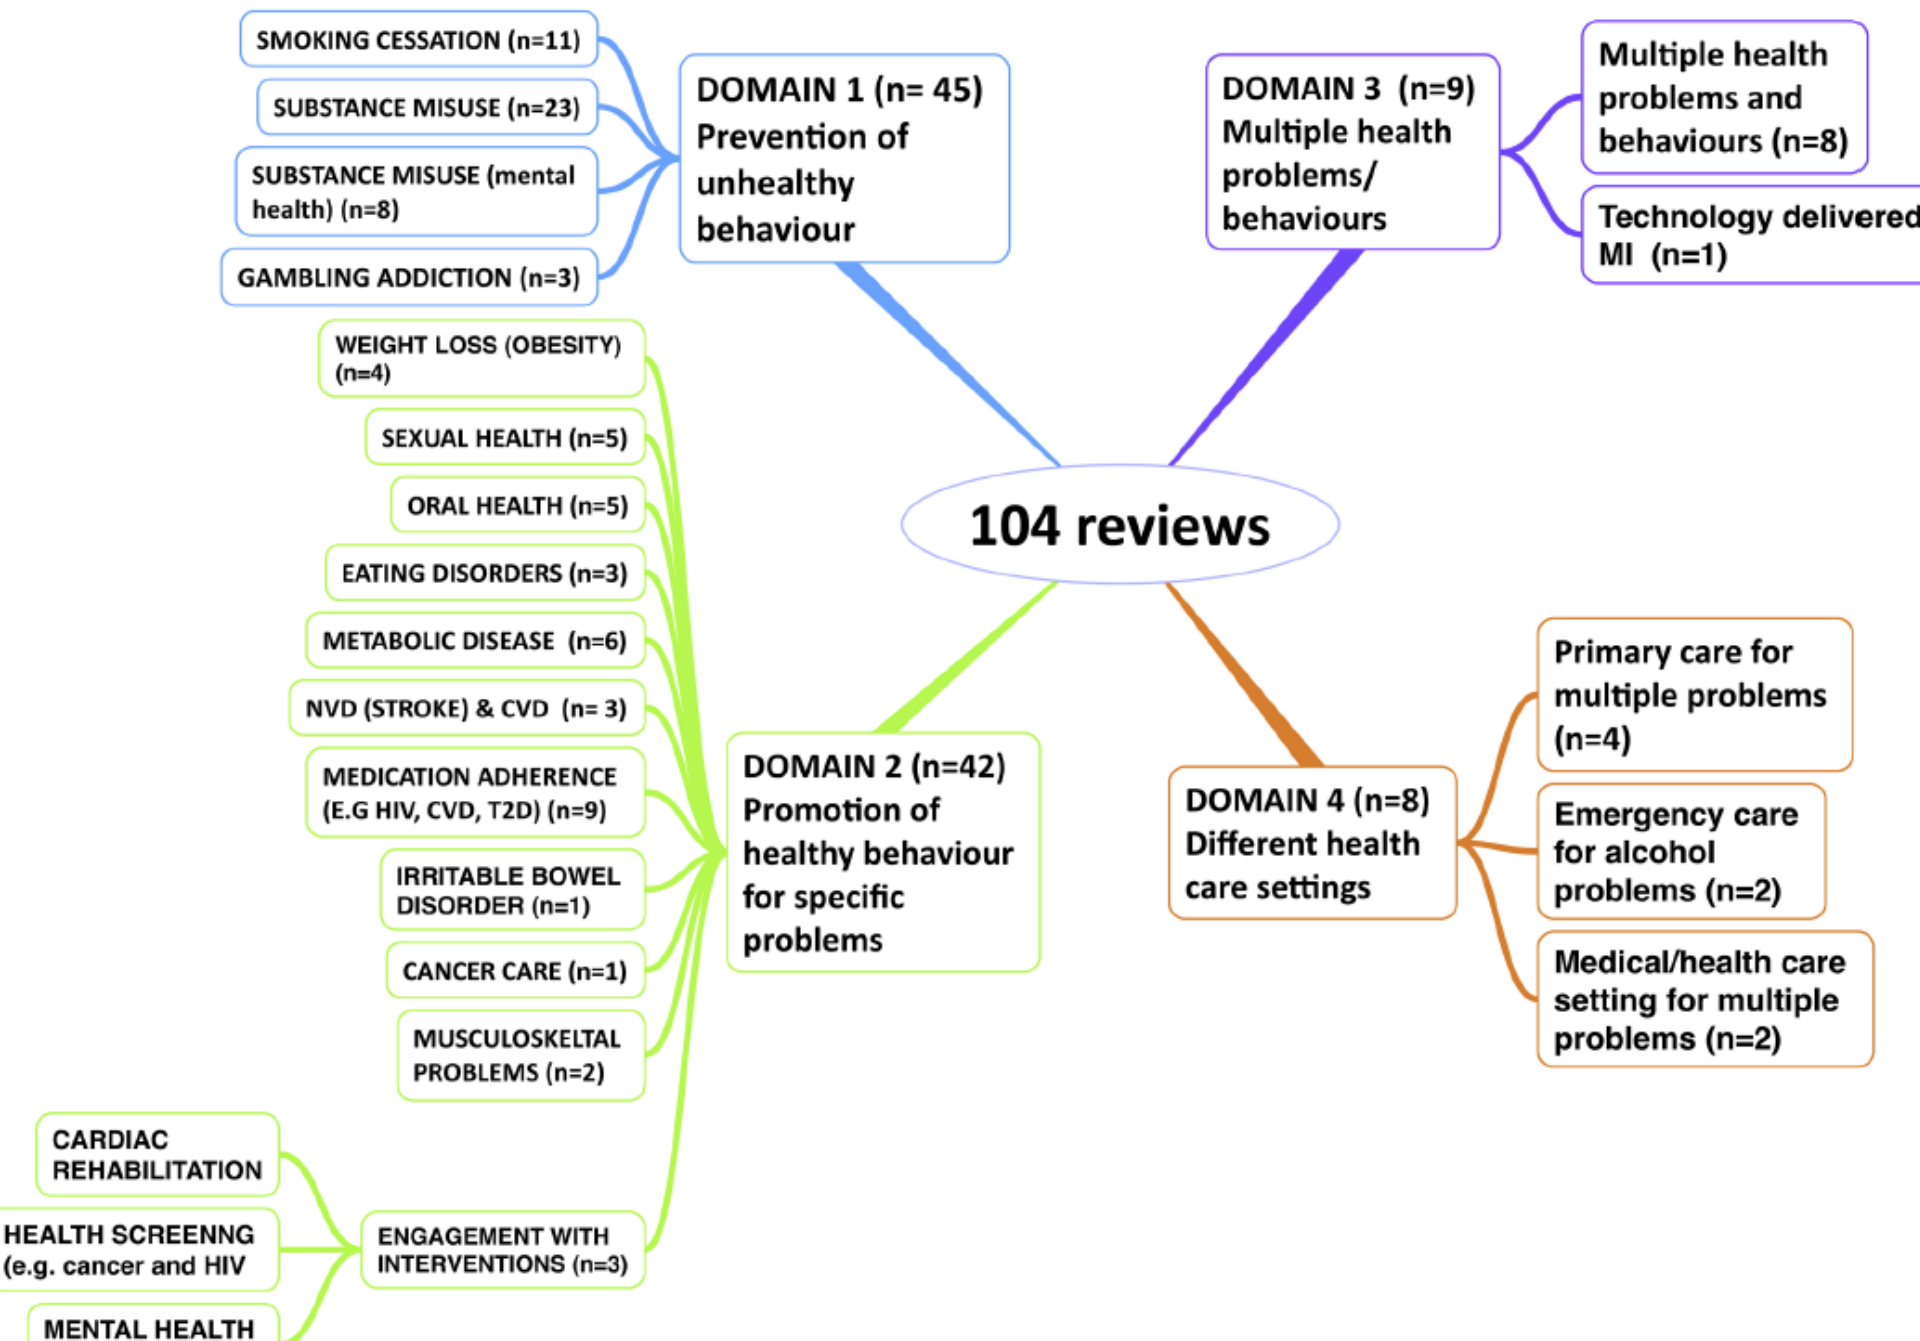 SMOKING CESSATION (n=11)
SUBSTANCE MISUSE (n=23)
SUBSTANCE MISUSE (mental
health) (n=8)
GAMBLING ADDICTION (n=3)
DOMAIN 1 (n= 45)
Prevention of
unhealthy
behaviour
DOMAIN 3 (n=9)
Multiple health
problems/
behaviours
Multiple health
problems and
behaviours (n=8)
Technology delivered
MI (n=1)
104 reviews
WEIGHT LOSS (OBESITY)
(n=4)
SEXUAL HEALTH (n=5)
ORAL HEALTH (n=5)
EATING DISORDERS (n=3)
METABOLIC DISEASE (n=6)
NVD (STROKE) & CVD (n= 3)
MEDICATION ADHERENCE
(E.G HIV, CVD, T2D) (n=9)
IRRITABLE BOWEL
DISORDER (n=1)
CANCER CARE (n=1)
MUSCULOSKELTAL
PROBLEMS (n=2)
ENGAGEMENT WITH
INTERVENTIONS (n=3)
CARDIAC
REHABILITATION
HEALTH SCREENNG
(e.g. cancer and HIV
MENTAL HEALTH
DOMAIN 2 (n=42)
Promotion of
healthy behaviour
for specific
problems
DOMAIN 4 (n=8)
Different health
care settings
Primary care for
multiple problems
(n=4)
Emergency care
for alcohol
problems (n=2)
Medical/health care
setting for multiple
problems (n=2)